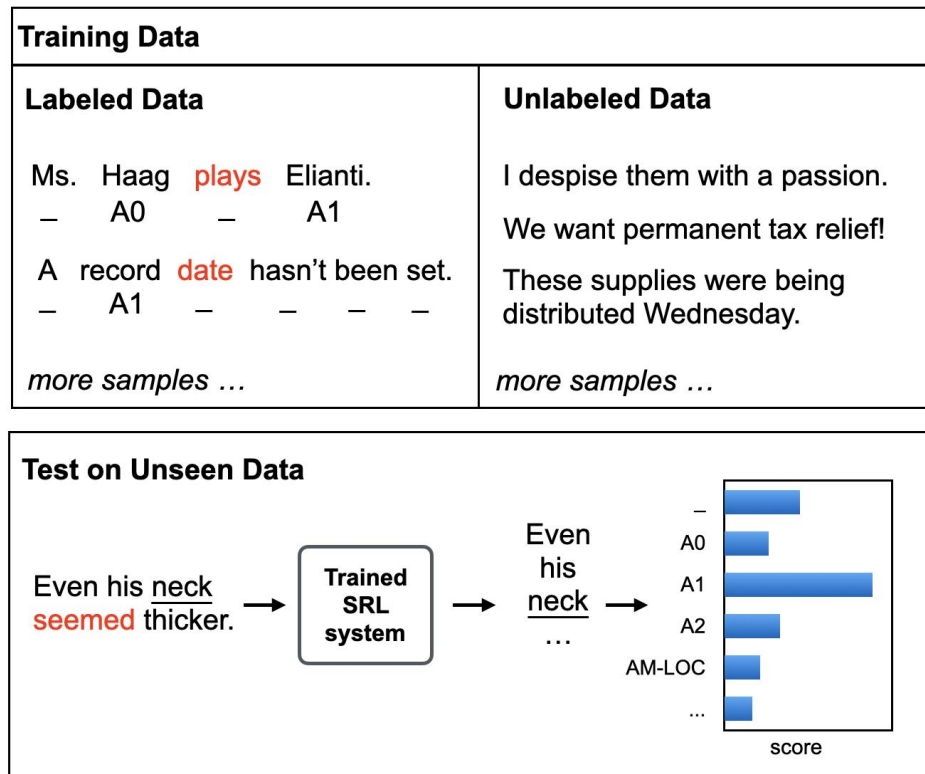 Training Data
Labeled Data
Ms. Haag plays Elianti.
_ A0 _ A1
A record date hasn't been set.
_ A1 _ _ _ _
more samples …
Unlabeled Data
I despise them with a passion.
We want permanent tax relief!
These supplies were being
distributed Wednesday.
more samples …
Test on Unseen Data
Even his neck
seemed thicker.
Trained
SRL
system
Even
his
neck
…
_
A0
A1
A2
AM-LOC
...
score